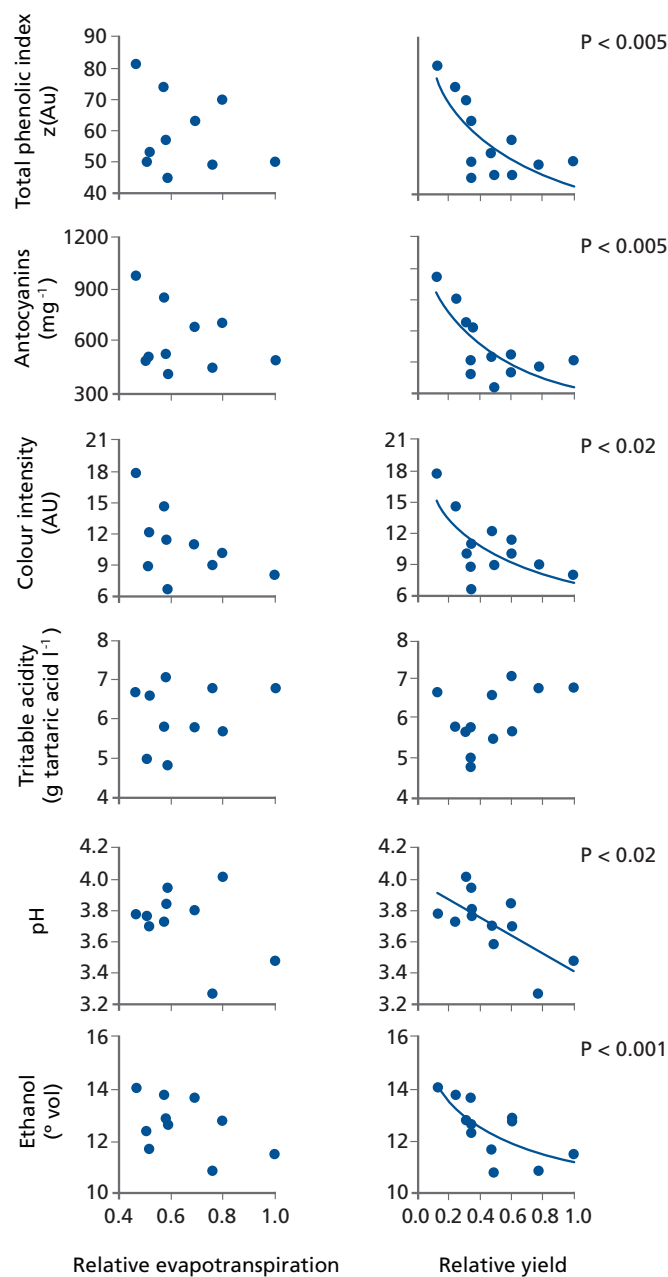 Total phenolic index
z(Au)
90
80
70
60
50
40
P < 0.005
Antocyanins
(mg⁻¹)
1200
900
600
300
P < 0.005
Colour intensity
(AU)
21
18
15
12
9
6
21
18
15
12
9
6
P < 0.02
Tritable acidity
(g tartaric acid l⁻¹)
8
7
6
5
4
8
7
6
5
4
pH
4.2
4.0
3.8
3.6
3.4
3.2
4.2
4.0
3.8
3.6
3.4
3.2
P < 0.02
Ethanol
(° vol)
16
14
12
10
16
14
12
10
P < 0.001
0.4 0.6 0.8 1.0
0.0 0.2 0.4 0.6 0.8 1.0
Relative evapotranspiration
Relative yield